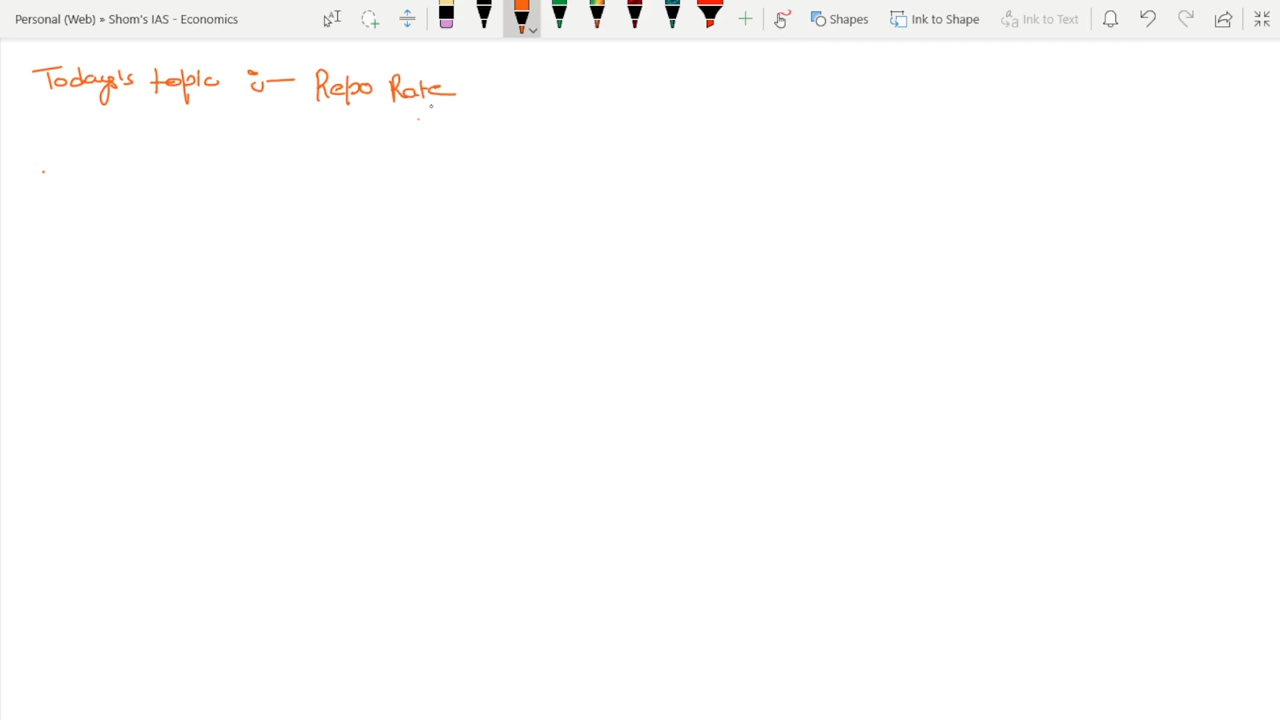 Personal (Web) » Shom's IAS - Economics
Shapes
Ink to Shape
Ink to Text
Today's topic :- Repo Rate